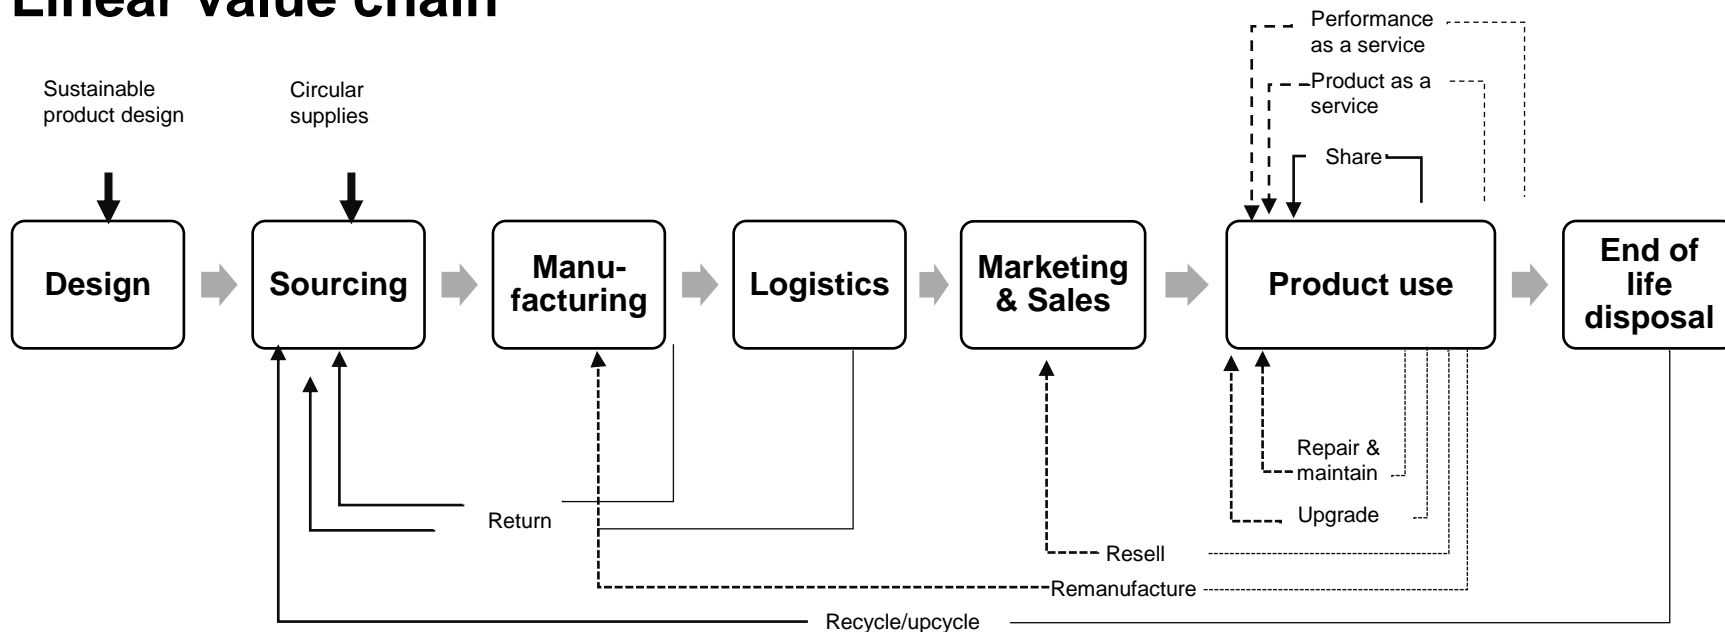 Linear value chain
Performance
as a service
Product as a
service
Sustainable
product design
Circular
supplies
Share
Design
Sourcing
Manu-
facturing
Logistics
Marketing
& Sales
Product use
End of
life
disposal
Repair &
maintain
Upgrade
Return
Resell
Remanufacture
Recycle/upcycle